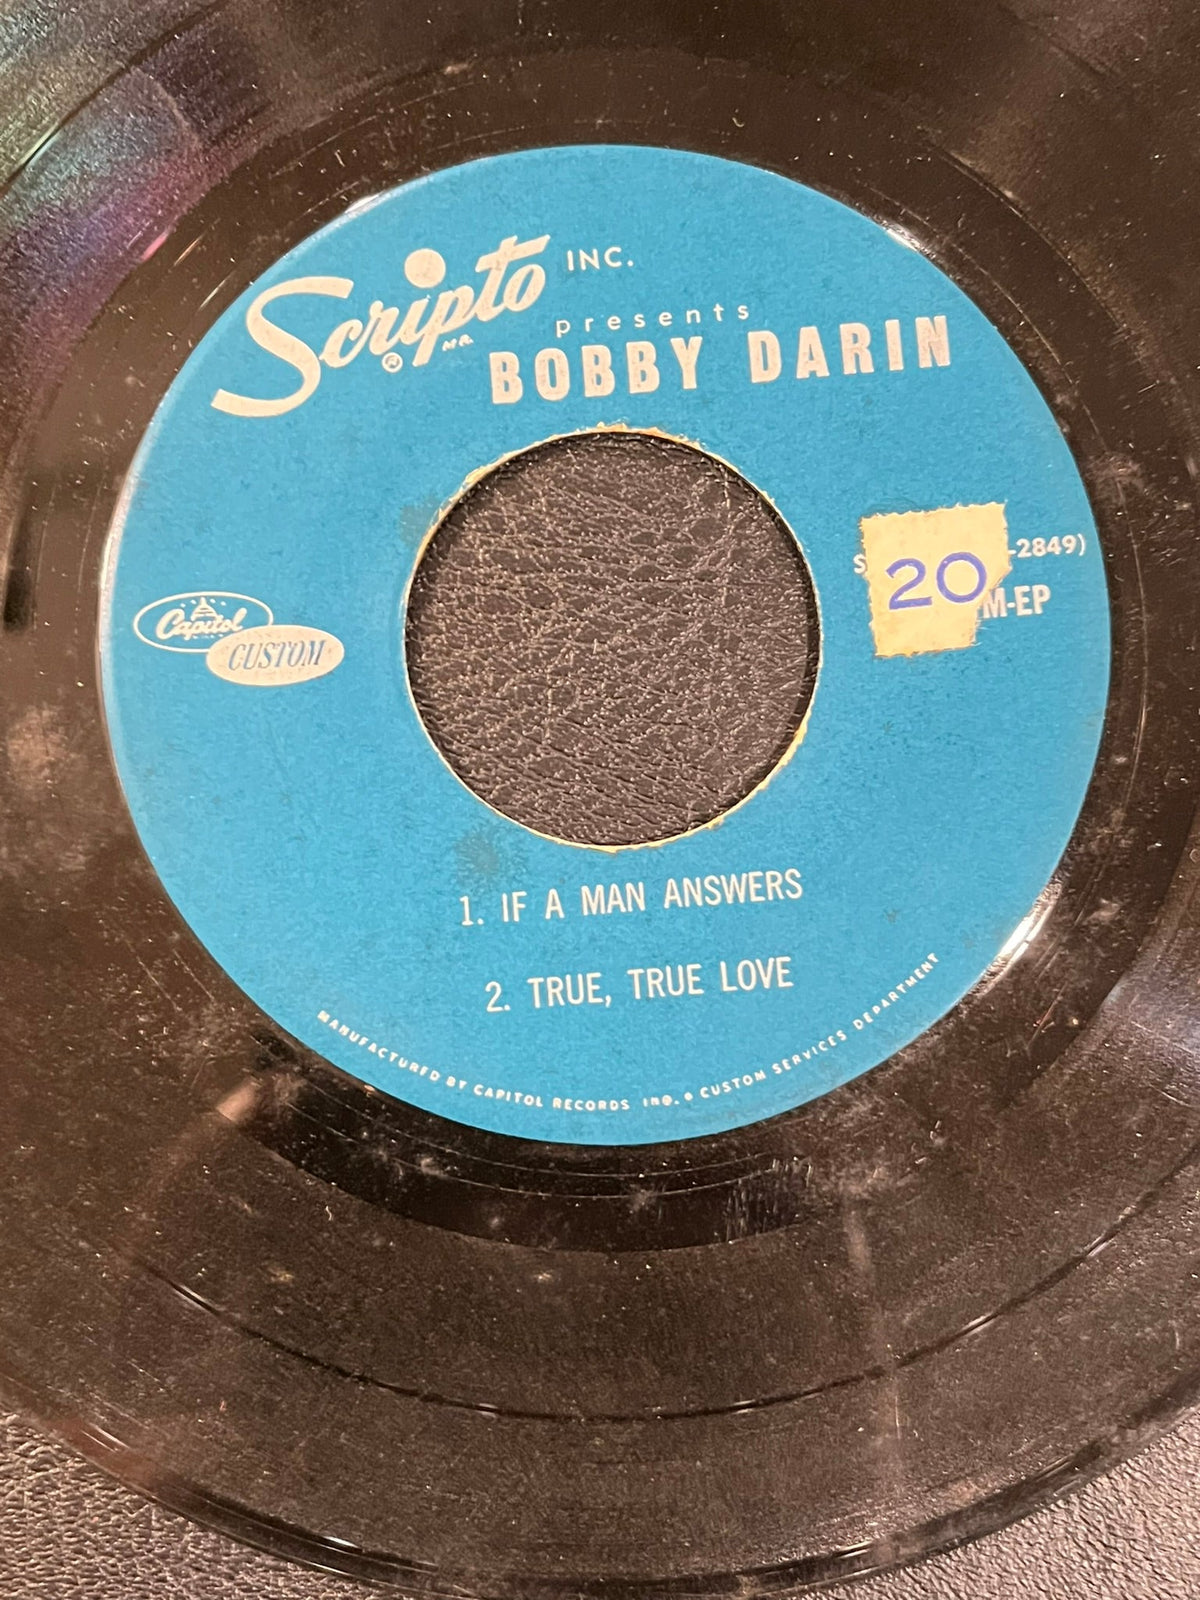 Scripto INC.
® MR.
presents
BOBBY DARIN
S -2849)
20
M-EP
Capitol
CUSTOM
1. IF A MAN ANSWERS
2. TRUE, TRUE LOVE
MANUFACTURED BY CAPITOL RECORDS INC. • CUSTOM SERVICES DEPARTMENT